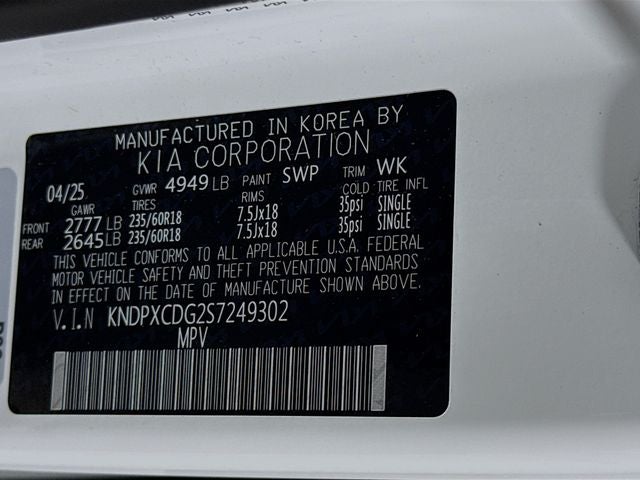 MANUFACTURED IN KOREA BY
KIA CORPORATION
04/25 GVWR 4949 LB PAINT SWP TRIM WK
GAWR TIRES RIMS COLD TIRE INFL
FRONT 2777 LB 235/60R18 7.5Jx18 35psi SINGLE
REAR 2645 LB 235/60R18 7.5Jx18 35psi SINGLE
THIS VEHICLE CONFORMS TO ALL APPLICABLE U.S.A. FEDERAL
MOTOR VEHICLE SAFETY AND THEFT PREVENTION STANDARDS
IN EFFECT ON THE DATE OF MANUFACTURE SHOWN ABOVE.
V.I.N KNDPXCDG2S7249302
MPV